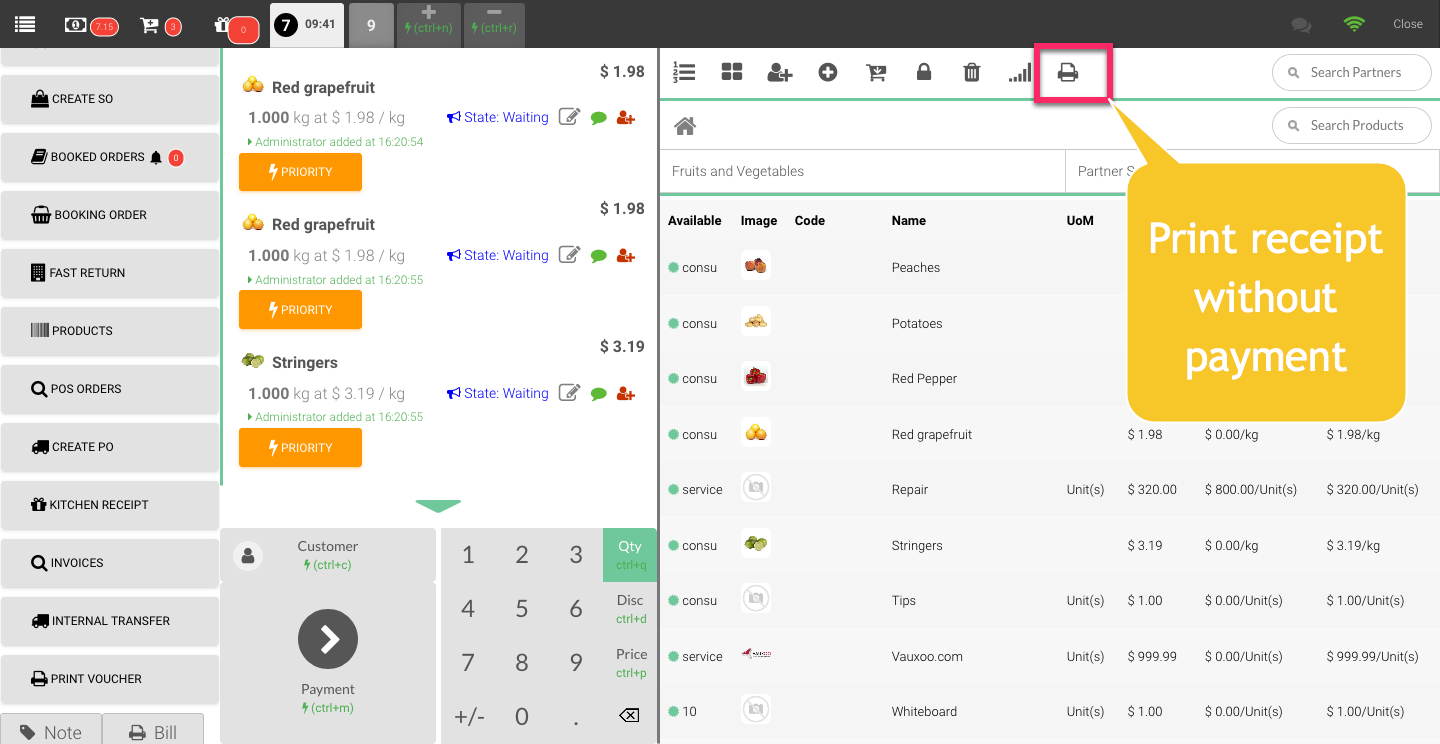 7.15
3
0
7 09:41
9
(ctrl+n)
(ctrl+r)
Close
CREATE SO
BOOKED ORDERS 0
BOOKING ORDER
FAST RETURN
PRODUCTS
POS ORDERS
CREATE PO
KITCHEN RECEIPT
INVOICES
INTERNAL TRANSFER
PRINT VOUCHER
Note
Bill
$ 1.98
Red grapefruit
1.000 kg at $ 1.98 / kg State: Waiting
Administrator added at 16:20:54
PRIORITY
$ 1.98
Red grapefruit
1.000 kg at $ 1.98 / kg State: Waiting
Administrator added at 16:20:55
PRIORITY
$ 3.19
Stringers
1.000 kg at $ 3.19 / kg State: Waiting
Administrator added at 16:20:55
PRIORITY
Customer
(ctrl+c)
Payment
(ctrl+m)
1 2 3 Qty
ctrl+q
4 5 6 Disc
ctrl+d
7 8 9 Price
ctrl+p
+/- 0 .
1
2
3
Search Partners
Search Products
Fruits and Vegetables
Partner S
Available Image Code Name UoM
consu Peaches
consu Potatoes
consu Red Pepper
consu Red grapefruit $ 1.98 $ 0.00/kg $ 1.98/kg
service Repair Unit(s) $ 320.00 $ 800.00/Unit(s) $ 320.00/Unit(s)
consu Stringers $ 3.19 $ 0.00/kg $ 3.19/kg
consu Tips Unit(s) $ 1.00 $ 0.00/Unit(s) $ 1.00/Unit(s)
service VAUXOO Vauxoo.com Unit(s) $ 999.99 $ 0.00/Unit(s) $ 999.99/Unit(s)
10 Whiteboard Unit(s) $ 1.00 $ 0.00/Unit(s) $ 1.00/Unit(s)
Print receipt
without
payment